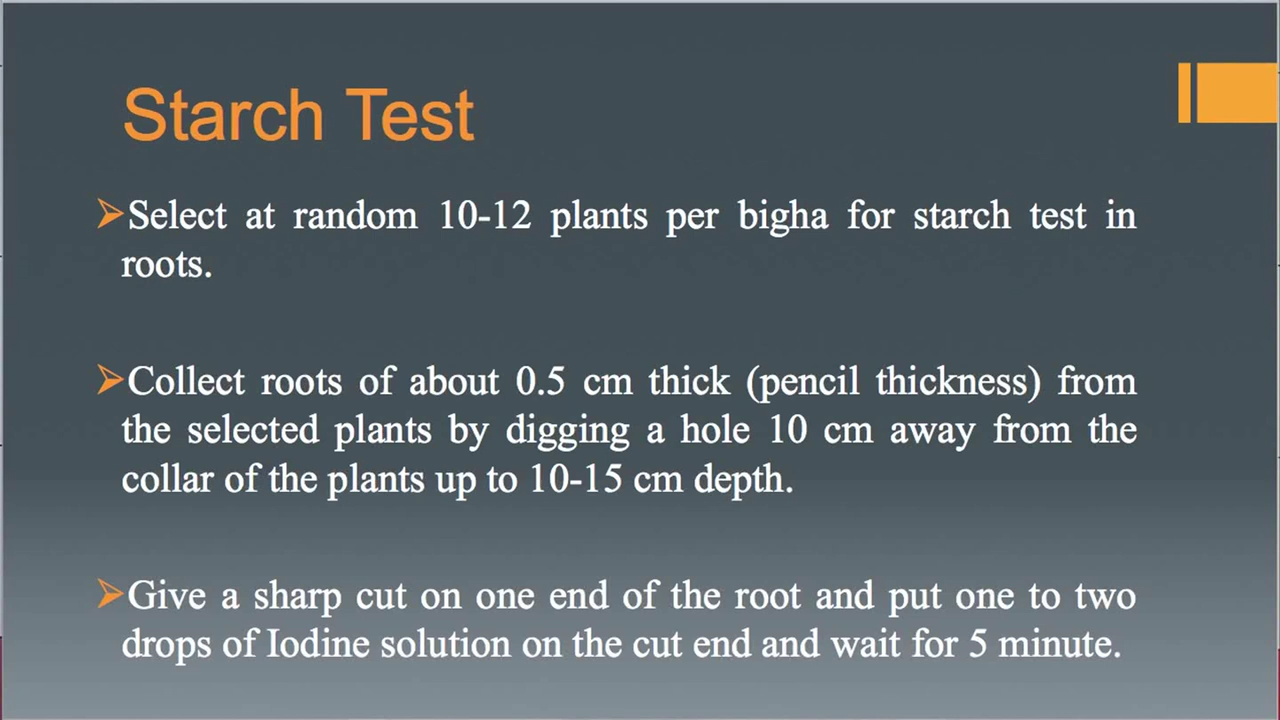 Starch Test
➤Select at random 10-12 plants per bigha for starch test in
roots.
➤Collect roots of about 0.5 cm thick (pencil thickness) from
the selected plants by digging a hole 10 cm away from the
collar of the plants up to 10-15 cm depth.
➤Give a sharp cut on one end of the root and put one to two
drops of Iodine solution on the cut end and wait for 5 minute.